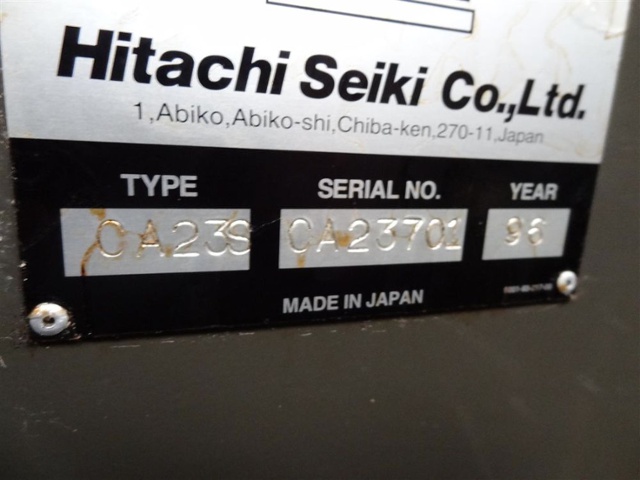 Hitachi Seiki Co.,Ltd.
1,Abiko,Abiko-shi,Chiba-ken,270-11,Japan
TYPE SERIAL NO. YEAR
CA23S CA23701 96
MADE IN JAPAN